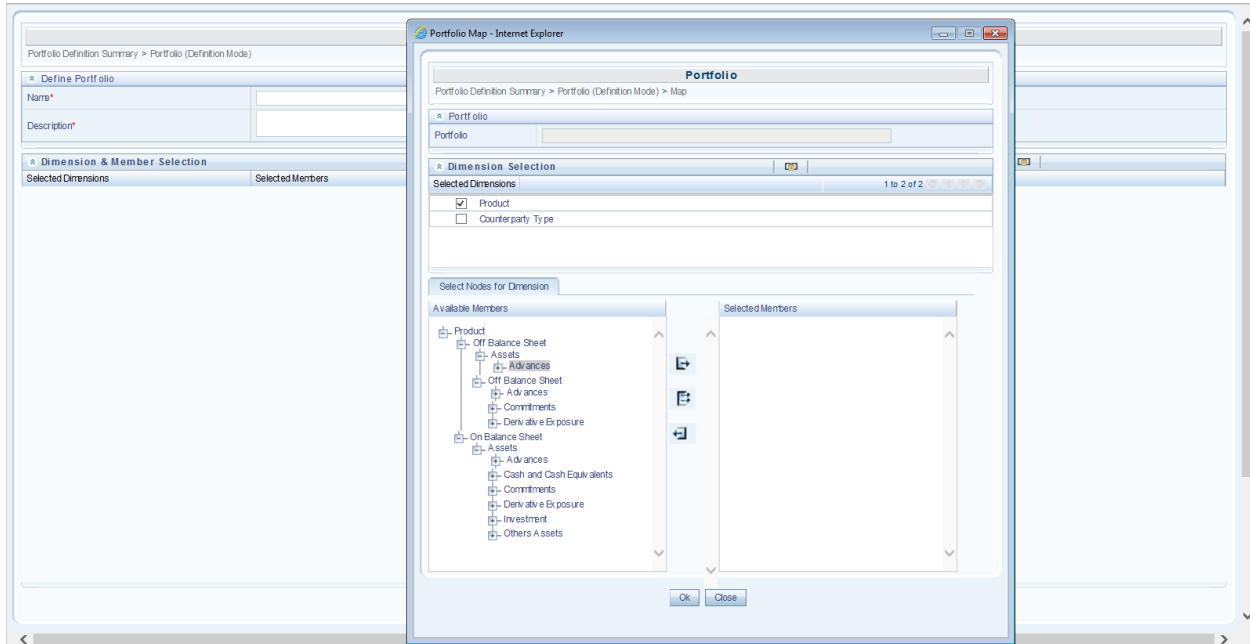 Portfolio Map - Internet Explorer
Portfolio Definition Summary > Portfolio (Definition Mode)
Define Portfolio
Name*
Description*
Dimension & Member Selection
Selected Dimensions Selected Members
Portfolio
Portfolio Definition Summary > Portfolio (Definition Mode) > Map
Portfolio
Portfolio
Dimension Selection
Selected Dimensions 1 to 2 of 2
Product
Counterparty Type
Select Nodes for Dimension
Available Members Selected Members
Product
Off Balance Sheet
Assets
Advances
Off Balance Sheet
Advances
Commitments
Derivative Exposure
On Balance Sheet
Assets
Advances
Cash and Cash Equivalents
Commitments
Derivative Exposure
Investment
Others Assets
Ok Close